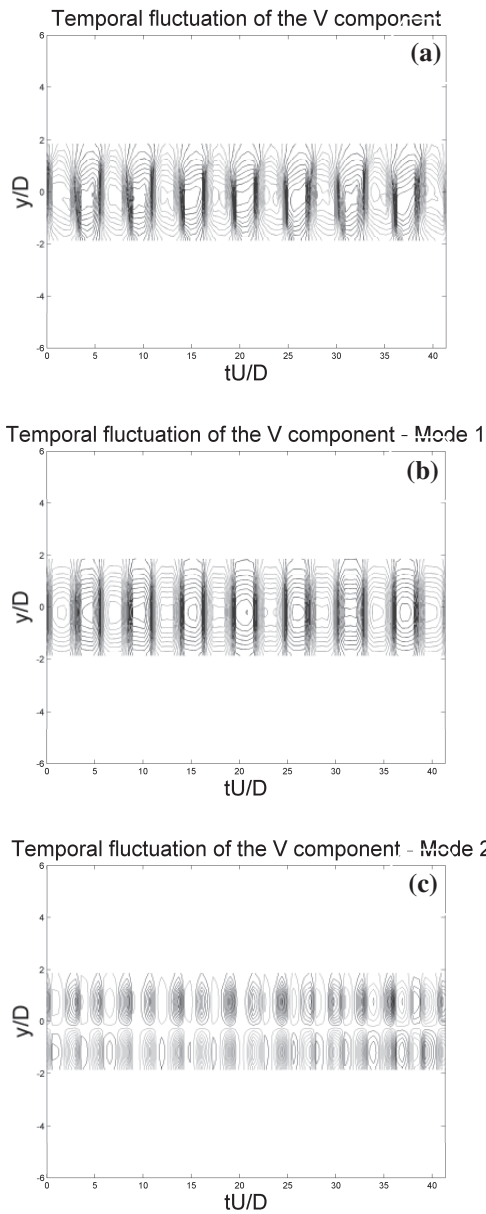 Temporal fluctuation of the V component
(a)
6
4
2
0
-2
-4
-6
y/D
0 5 10 15 20 25 30 35 40
tU/D
Temporal fluctuation of the V component - Mode 1
(b)
6
4
2
0
-2
-4
-6
y/D
0 5 10 15 20 25 30 35 40
tU/D
Temporal fluctuation of the V component - Mode 2
(c)
6
4
2
0
-2
-4
-6
y/D
0 5 10 15 20 25 30 35 40
tU/D